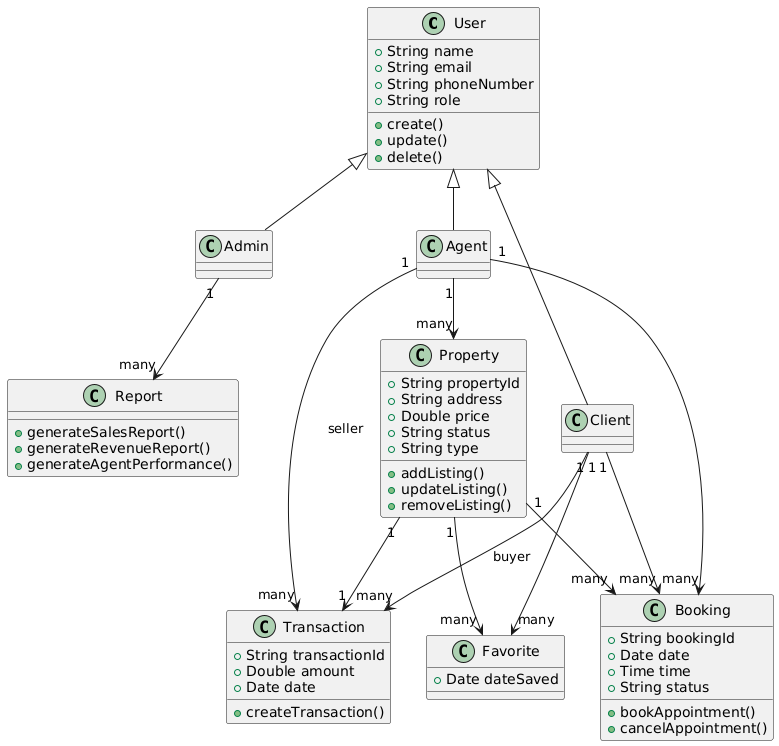 C User
String name
String email
String phoneNumber
String role
create()
update()
delete()
C Admin
C Agent
1
1
1
1
many
many
C Report
generateSalesReport()
generateRevenueReport()
generateAgentPerformance()
C Property
String propertyId
String address
Double price
String status
String type
addListing()
updateListing()
removeListing()
C Client
seller
1 1 1
1
1
1
buyer
many
1
many
many
many
many
many
many
C Transaction
String transactionId
Double amount
Date date
createTransaction()
C Favorite
Date dateSaved
C Booking
String bookingId
Date date
Time time
String status
bookAppointment()
cancelAppointment()